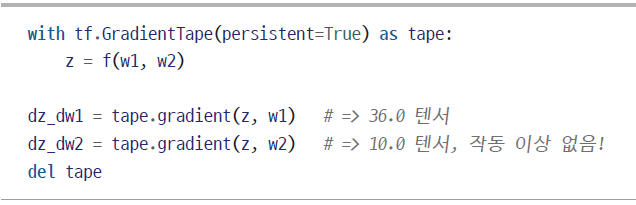 with tf.GradientTape(persistent=True) as tape:
    z = f(w1, w2)
dz_dw1 = tape.gradient(z, w1)   # => 36.0 텐서
dz_dw2 = tape.gradient(z, w2)   # => 10.0 텐서, 작동 이상 없음!
del tape